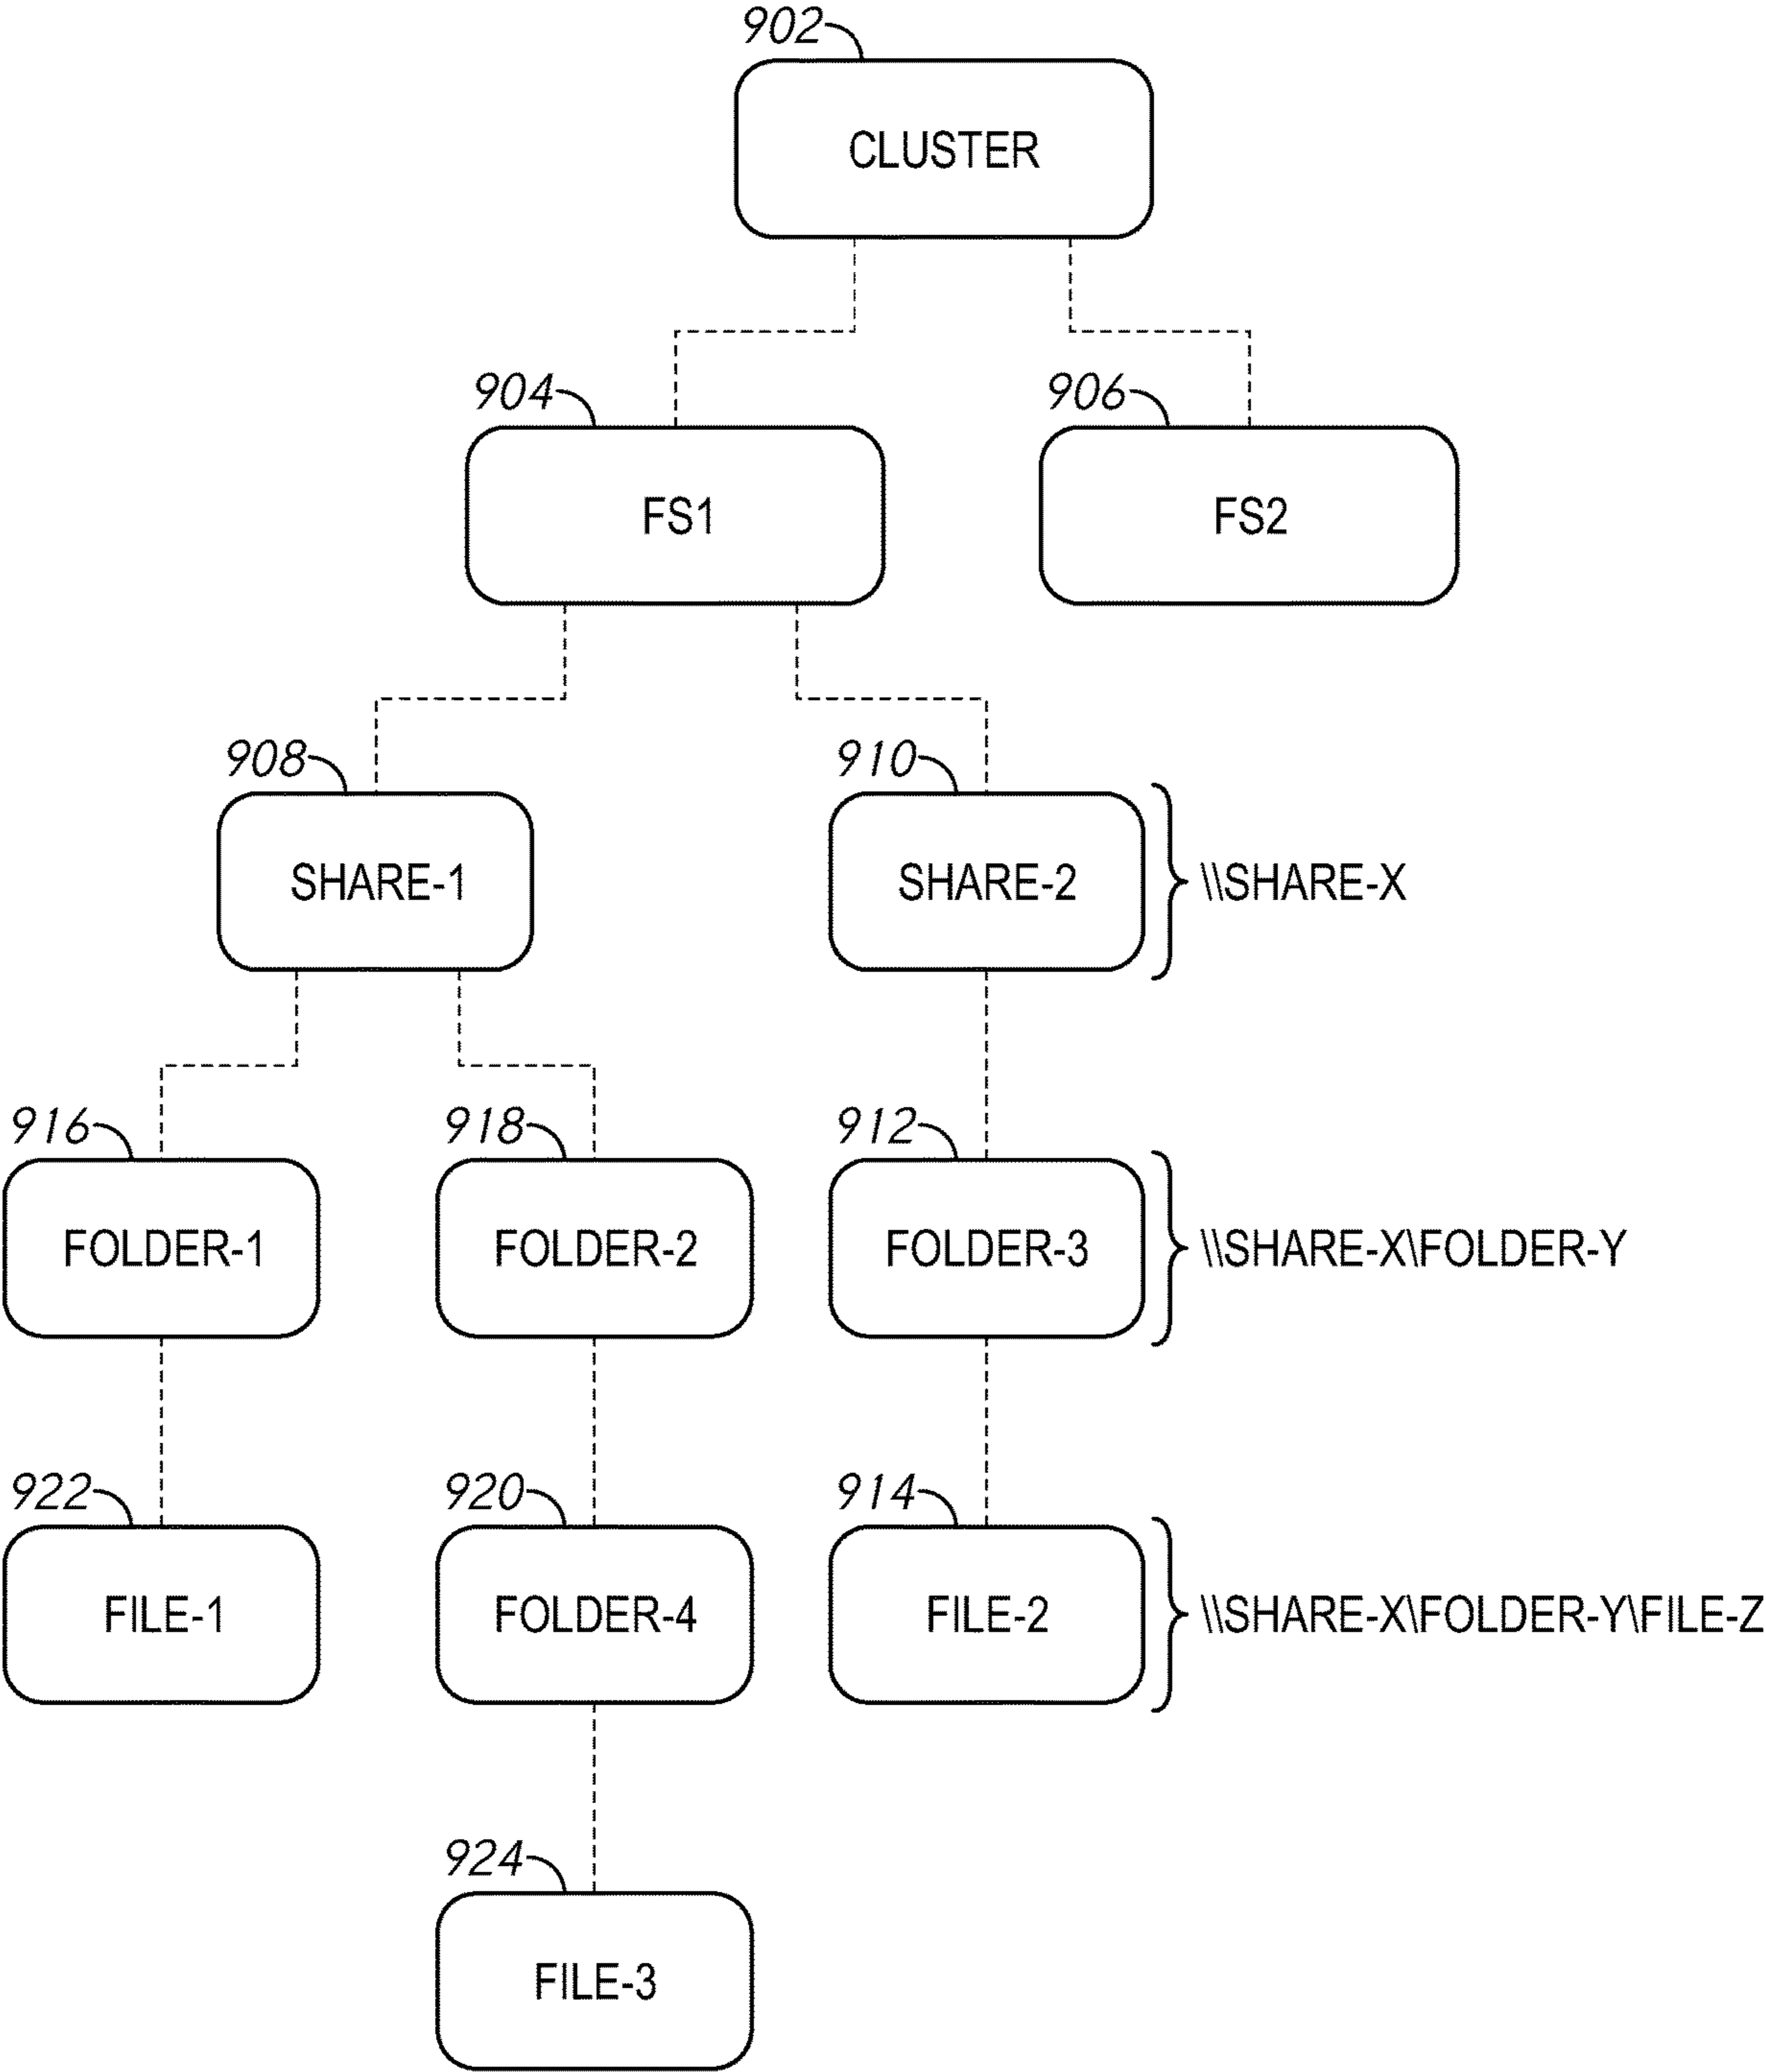 902
CLUSTER
904
906
FS1
FS2
908
910
SHARE-1
SHARE-2
\\SHARE-X
916
918
912
FOLDER-1
FOLDER-2
FOLDER-3
\\SHARE-X\FOLDER-Y
922
920
914
FILE-1
FOLDER-4
FILE-2
\\SHARE-X\FOLDER-Y\FILE-Z
924
FILE-3